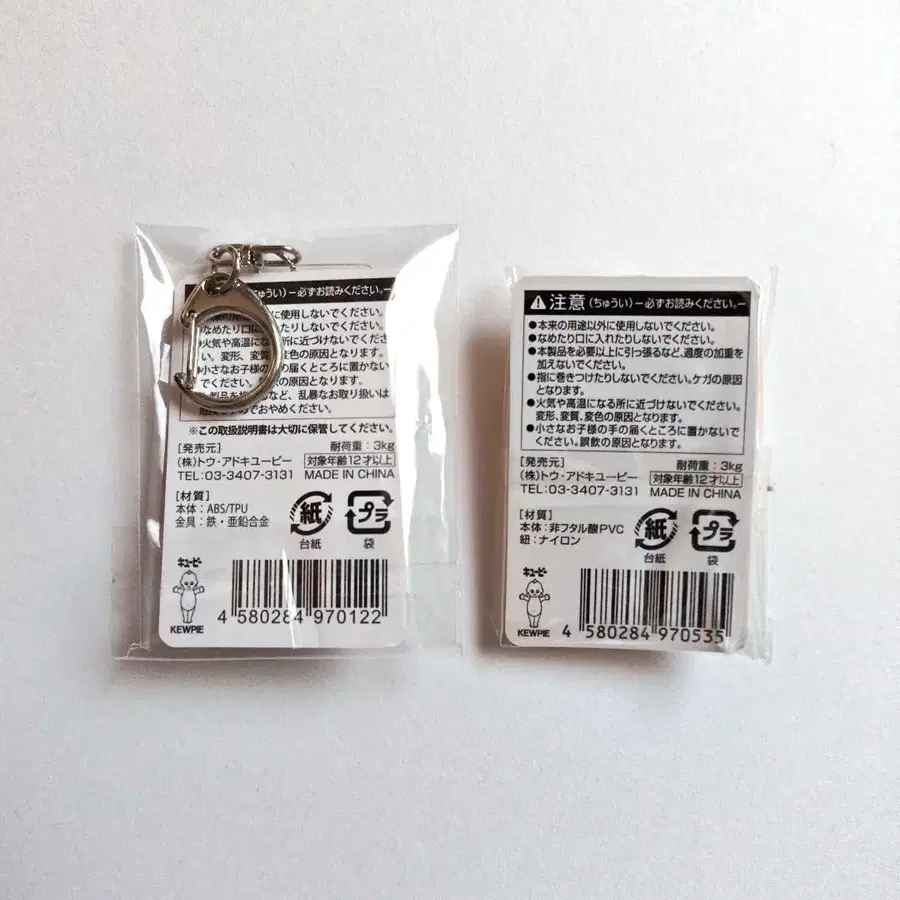 注意(ちゅうい)ー必ずお読みください。ー
使用しないでください。
なめたり口に たりしないでください。
火気や高温にな 所に近づけないでください
い。変形、変質 変色の原因となります。
小さなお子様の の届くところに置かない
でください。 飲の原因となります。
製品を など、乱暴なお取り扱いは
のでおやめください。
※この取扱説明書は大切に保管してください。
[発売元]
耐荷重:3kg
(株)トウ・アドキユーピー
対象年齢12才以上
TEL:03-3407-3131
MADE IN CHINA
[材質]
本体:ABS/TPU
金具:鉄・亜鉛合金
紙
台紙
プラ
袋
キユーピー
KEWPIE
4 580284 970122
注意(ちゅうい)ー必ずお読みください。ー
●本来の用途以外に使用しないでください。
●なめたり口に入れたりしないでください。
●本製品を必要以上に引っ張るなど、過度の加重を
加えないでください。
●指に巻きつけたりしないでください。ケガの原因
となります。
●火気や高温になる所に近づけないでください。
変形、変質、変色の原因となります。
●小さなお子様の手の届くところに置かないで
ください。誤飲の原因となります。
[発売元]
耐荷重:3kg
(株)トウ・アドキユーピー
対象年齢12才以上
TEL:03-3407-3131
MADE IN CHINA
[材質]
本体:非フタル酸PVC
紐:ナイロン
紙
台紙
プラ
袋
キユーピー
KEWPIE
4 580284 970535